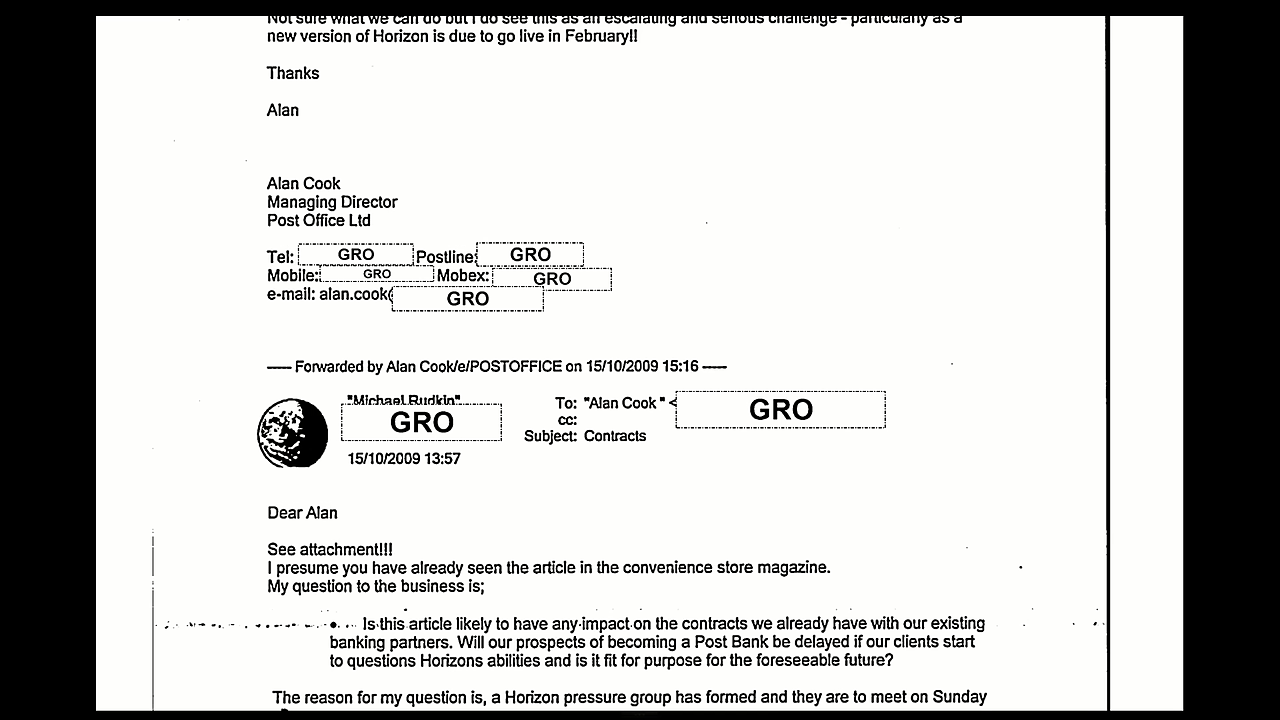 Not sure what we can do but I do see this as an escalating and serious challenge - particularly as a
new version of Horizon is due to go live in February!!
Thanks
Alan
Alan Cook
Managing Director
Post Office Ltd
Tel: GRO Postline: GRO
Mobile: GRO Mobex: GRO
e-mail: alan.cook( GRO
---- Forwarded by Alan Cook/e/POSTOFFICE on 15/10/2009 15:16 ----
"Michael Rudkin" To: "Alan Cook " < GRO
GRO cc:
Subject: Contracts
15/10/2009 13:57
Dear Alan
See attachment!!!
I presume you have already seen the article in the convenience store magazine.
My question to the business is;
• Is this article likely to have any impact on the contracts we already have with our existing
banking partners. Will our prospects of becoming a Post Bank be delayed if our clients start
to questions Horizons abilities and is it fit for purpose for the foreseeable future?
The reason for my question is, a Horizon pressure group has formed and they are to meet on Sunday